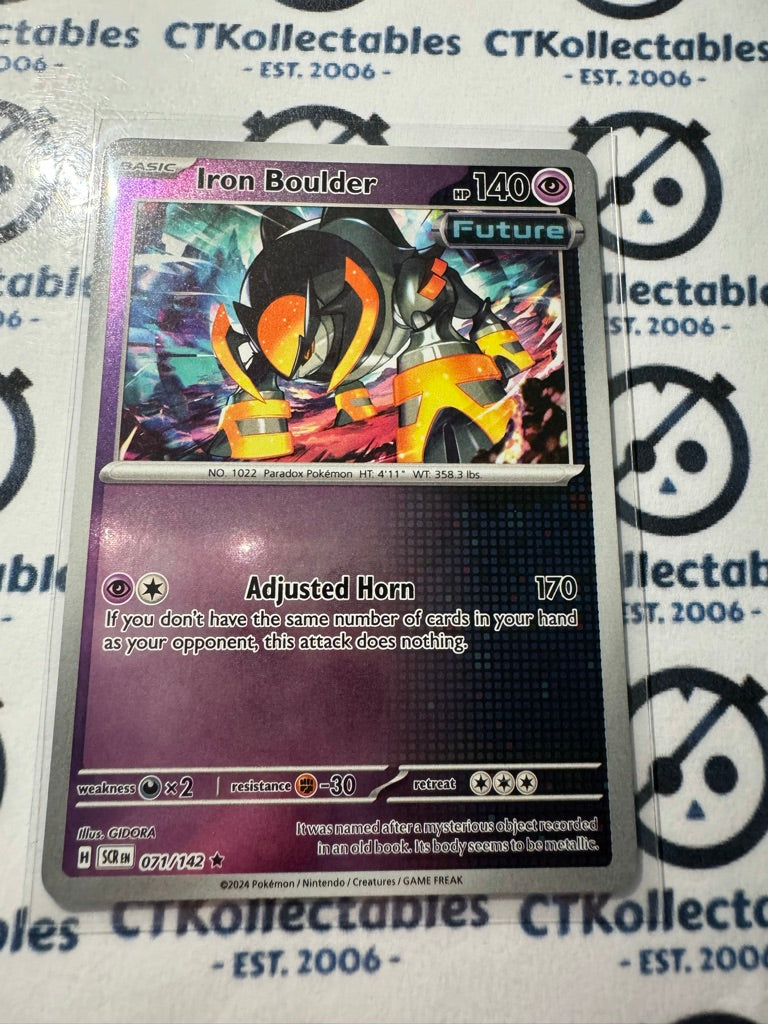 CTKollectables CTKollectables CTKollectables
- EST. 2006 - - EST. 2006 - - EST. 2006 -
BASIC Iron Boulder HP 140
Future
NO. 1022 Paradox Pokémon HT: 4'11" WT: 358.3 lbs.
Adjusted Horn 170
If you don't have the same number of cards in your hand
as your opponent, this attack does nothing.
weakness ×2 resistance -30 retreat
Illus. GIDORA
It was named after a mysterious object recorded
in an old book. Its body seems to be metallic.
H SCR EN 071/142
©2024 Pokémon / Nintendo / Creatures / GAME FREAK
CTKollectables CTKollectables
- EST. 2006 - - EST. 2006